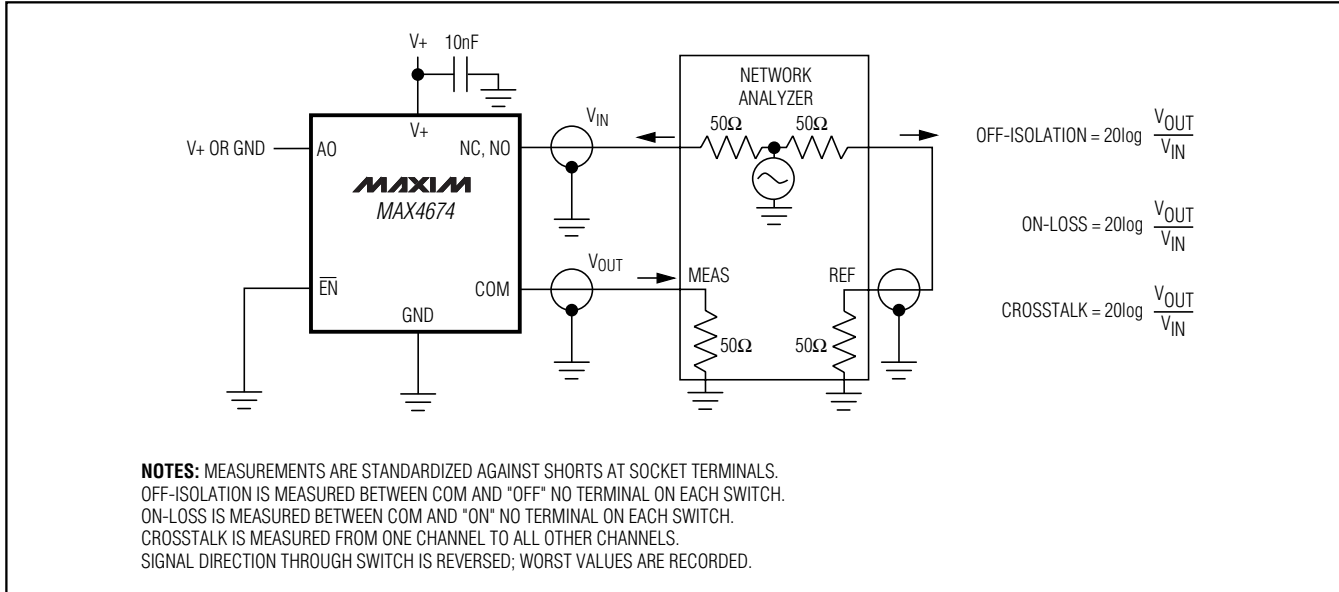 V+ 10nF
NETWORK
ANALYZER
50Ω 50Ω
V+
V+ OR GND
A0
NC, NO
VIN
MAXIM
MAX4674
OFF-ISOLATION = 20log VOUT
VIN
ON-LOSS = 20log VOUT
VIN
EN
COM
GND
VOUT
MEAS
REF
50Ω 50Ω
CROSSTALK = 20log VOUT
VIN
NOTES: MEASUREMENTS ARE STANDARDIZED AGAINST SHORTS AT SOCKET TERMINALS.
OFF-ISOLATION IS MEASURED BETWEEN COM AND "OFF" NO TERMINAL ON EACH SWITCH.
ON-LOSS IS MEASURED BETWEEN COM AND "ON" NO TERMINAL ON EACH SWITCH.
CROSSTALK IS MEASURED FROM ONE CHANNEL TO ALL OTHER CHANNELS.
SIGNAL DIRECTION THROUGH SWITCH IS REVERSED; WORST VALUES ARE RECORDED.